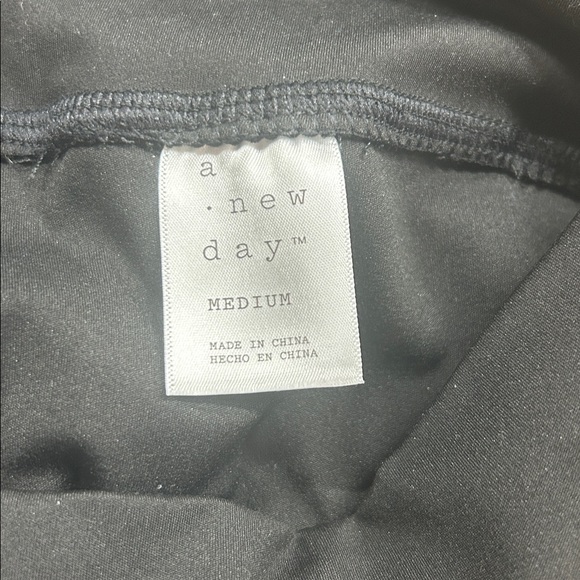 a
· new
day™
MEDIUM
MADE IN CHINA
HECHO EN CHINA